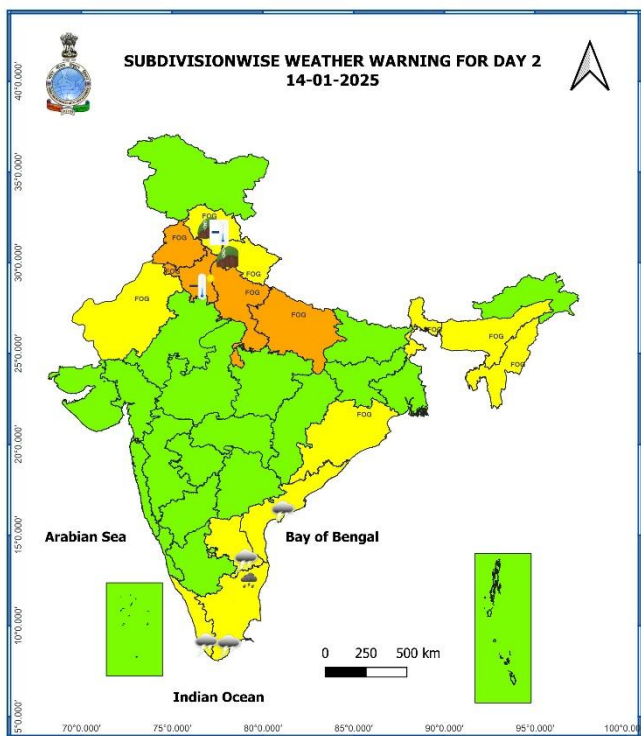 SUBDIVISIONWISE WEATHER WARNING FOR DAY 2
14-01-2025
40°0.000'
35°0.000'
FOG
FOG
30°0.000'
FOG
FOG
FOG
FOG
FOG
FOG
FOG
FOG
25°0.000'
FOG
20°0.000'
15°0.000'
Arabian Sea
Bay of Bengal
10°0.000'
0 250 500 km
Indian Ocean
5°0.000'
70°0.000' 75°0.000' 80°0.000' 85°0.000' 90°0.000' 95°0.000'